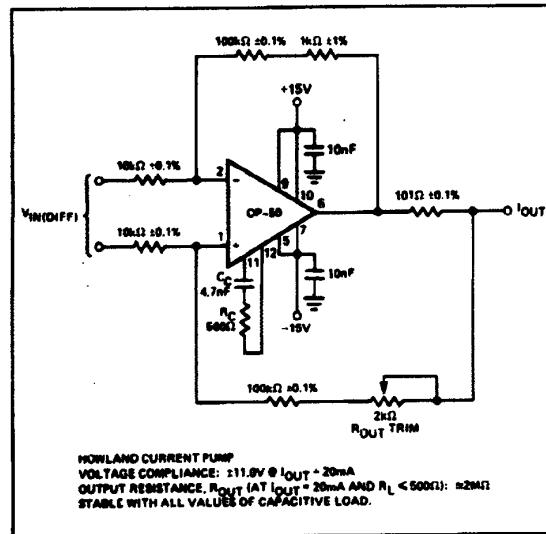 100kΩ ±0.1%
1kΩ ±1%
+15V
10nF
10kΩ ±0.1%
2
-
9
10
6
101Ω ±0.1%
IOUT
VIN(DIFF)
OP-50
7
10kΩ ±0.1%
1
+
5
12
11
CC
4.7nF
10nF
RC
560Ω
-15V
100kΩ ±0.1%
2kΩ
ROUT TRIM
HOWLAND CURRENT PUMP
VOLTAGE COMPLIANCE: ±11.0V @ IOUT = 20mA
OUTPUT RESISTANCE, ROUT (AT IOUT = 20mA AND RL < 500Ω): ≈2MΩ
STABLE WITH ALL VALUES OF CAPACITIVE LOAD.